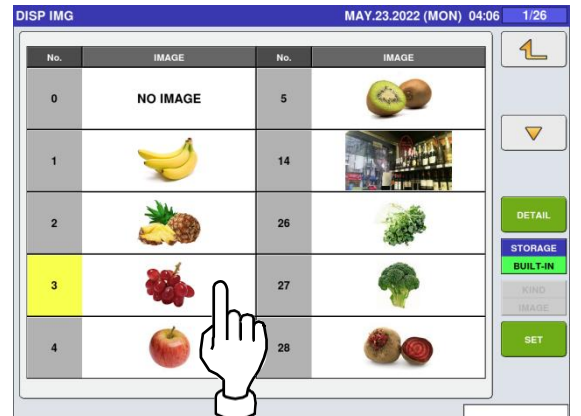 DISP IMG MAY.23.2022 (MON) 04:06 1/26
No. IMAGE No. IMAGE
0 NO IMAGE 5
1 14
2 26
3 27
4 28
DETAIL
STORAGE
BUILT-IN
KIND
IMAGE
SET